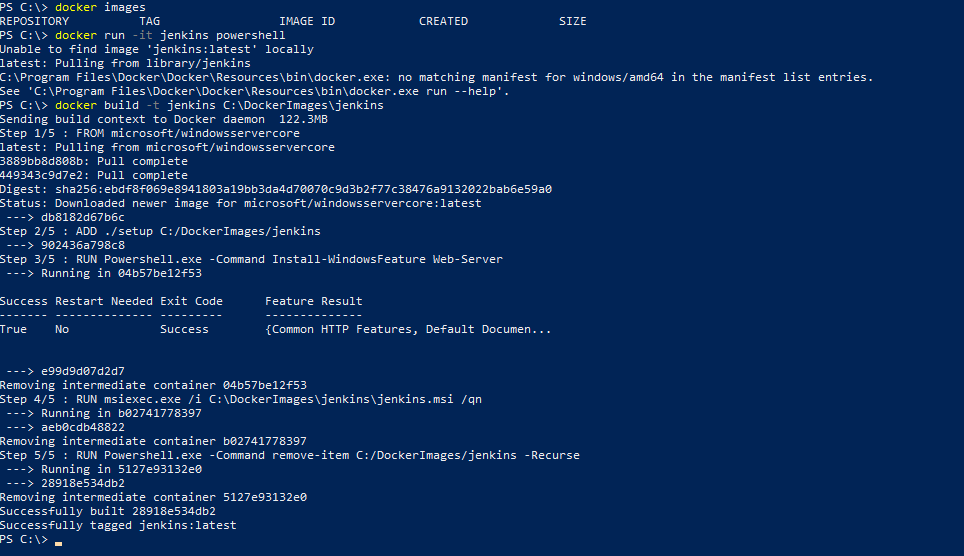 PS C:\> docker images
REPOSITORY          TAG                 IMAGE ID            CREATED             SIZE
PS C:\> docker run -it jenkins powershell
Unable to find image 'jenkins:latest' locally
latest: Pulling from library/jenkins
C:\Program Files\Docker\Docker\Resources\bin\docker.exe: no matching manifest for windows/amd64 in the manifest list entries.
See 'C:\Program Files\Docker\Docker\Resources\bin\docker.exe run --help'.
PS C:\> docker build -t jenkins C:\DockerImages\jenkins
Sending build context to Docker daemon  122.3MB
Step 1/5 : FROM microsoft/windowsservercore
latest: Pulling from microsoft/windowsservercore
3889bb8d808b: Pull complete
449343c9d7e2: Pull complete
Digest: sha256:ebdf8f069e8941803a19bb3da4d70070c9d3b2f77c38476a9132022bab6e59a0
Status: Downloaded newer image for microsoft/windowsservercore:latest
 ---> db8182d67b6c
Step 2/5 : ADD ./setup C:/DockerImages/jenkins
 ---> 902436a798c8
Step 3/5 : RUN Powershell.exe -Command Install-WindowsFeature Web-Server
 ---> Running in 04b57be12f53
Success Restart Needed Exit Code      Feature Result
------- -------------- ---------      --------------
True    No             Success        {Common HTTP Features, Default Documen...
 ---> e99d9d07d2d7
Removing intermediate container 04b57be12f53
Step 4/5 : RUN msiexec.exe /i C:\DockerImages\jenkins\jenkins.msi /qn
 ---> Running in b02741778397
 ---> aeb0cdb48822
Removing intermediate container b02741778397
Step 5/5 : RUN Powershell.exe -Command remove-item C:/DockerImages/jenkins -Recurse
 ---> Running in 5127e93132e0
 ---> 28918e534db2
Removing intermediate container 5127e93132e0
Successfully built 28918e534db2
Successfully tagged jenkins:latest
PS C:\>